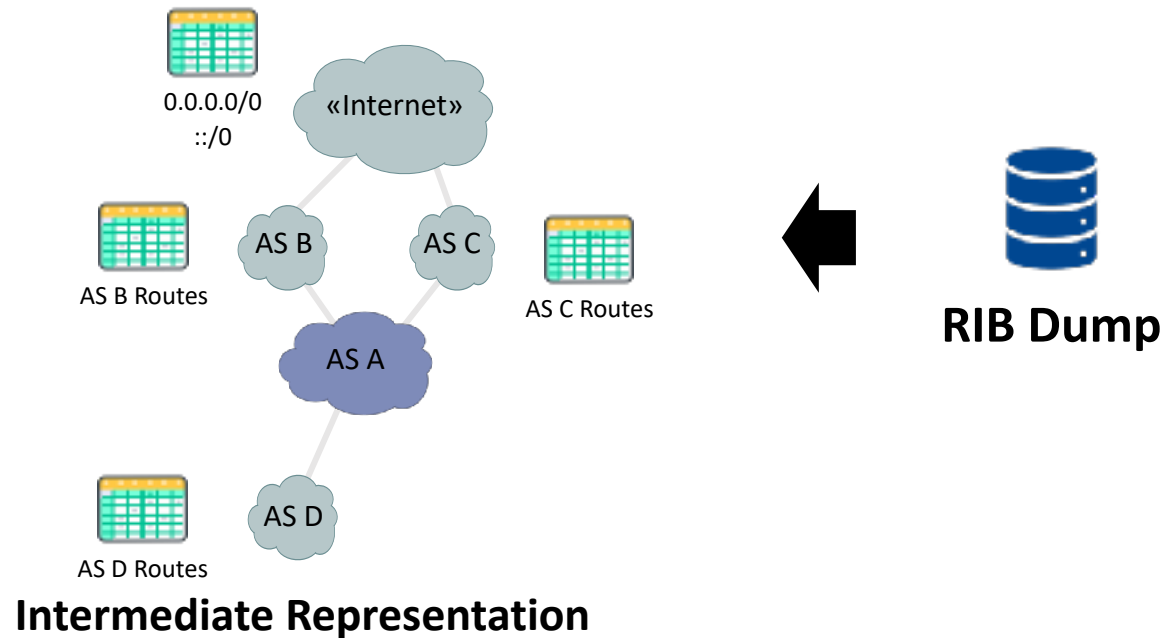 0.0.0.0/0
::/0
«Internet»
AS B
AS C
AS B Routes
AS C Routes
AS A
AS D
AS D Routes
Intermediate Representation
RIB Dump